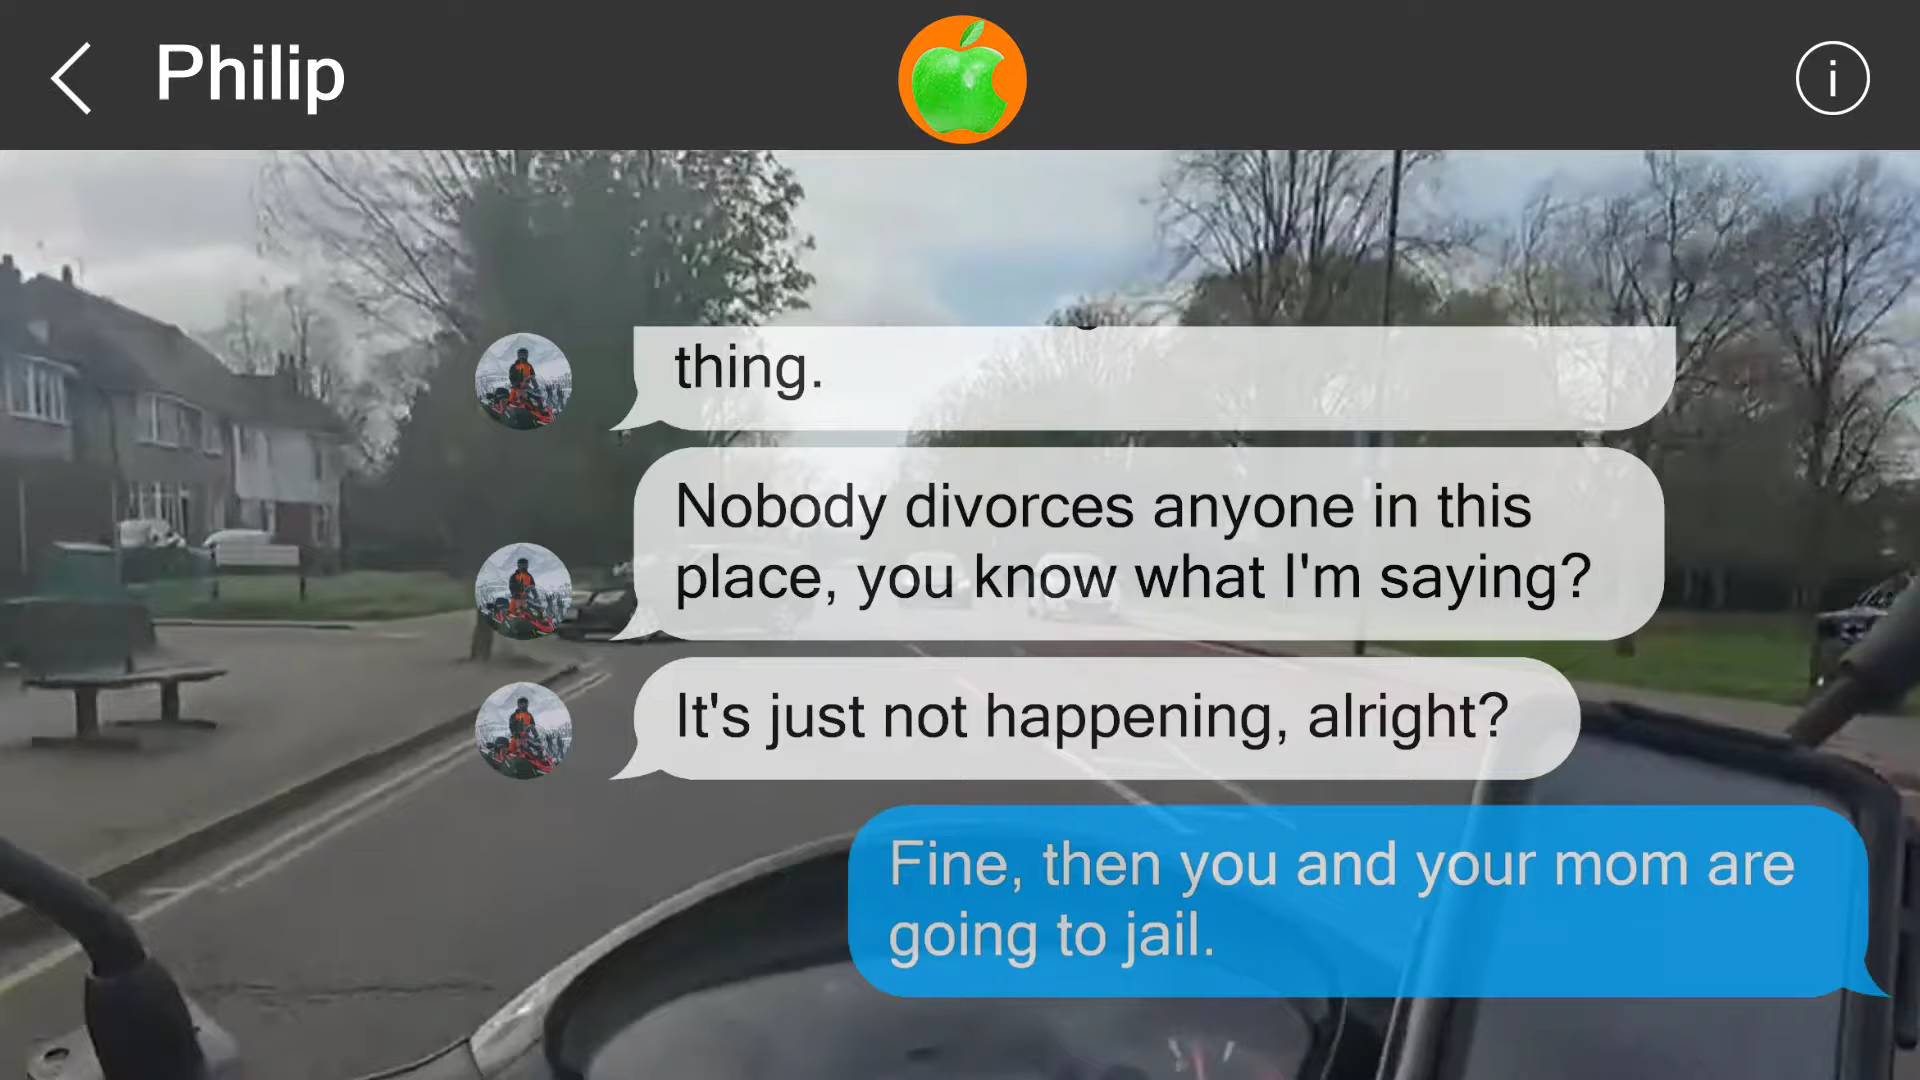 Philip
thing.
Nobody divorces anyone in this
place, you know what I'm saying?
It's just not happening, alright?
Fine, then you and your mom are
going to jail.